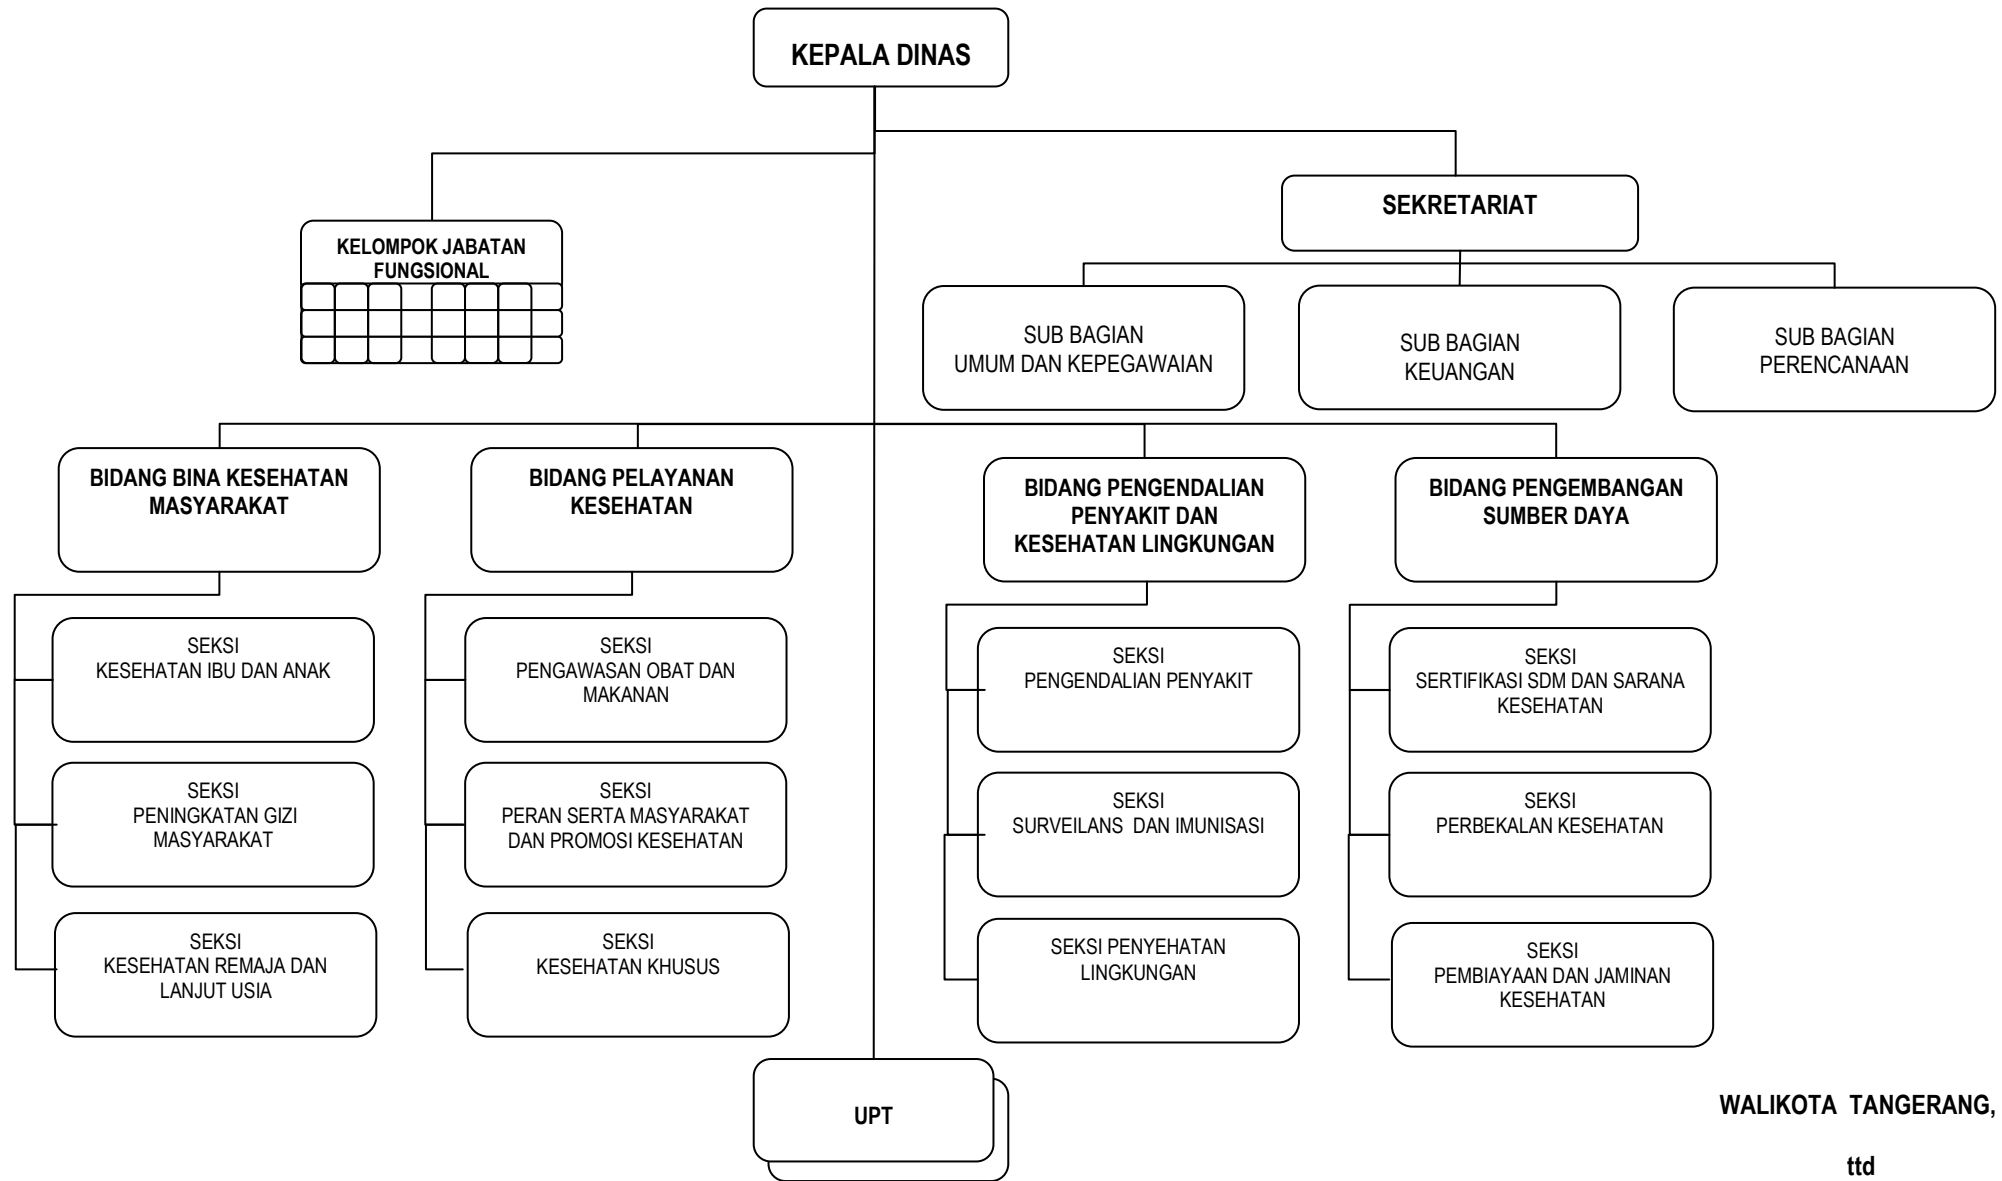 KEPALA DINAS
SEKRETARIAT
KELOMPOK JABATAN
FUNGSIONAL
SUB BAGIAN
UMUM DAN KEPEGAWAIAN
SUB BAGIAN
KEUANGAN
SUB BAGIAN
PERENCANAAN
BIDANG BINA KESEHATAN
MASYARAKAT
BIDANG PELAYANAN
KESEHATAN
BIDANG PENGENDALIAN
PENYAKIT DAN
KESEHATAN LINGKUNGAN
BIDANG PENGEMBANGAN
SUMBER DAYA
SEKSI
KESEHATAN IBU DAN ANAK
SEKSI
PENGAWASAN OBAT DAN
MAKANAN
SEKSI
PENGENDALIAN PENYAKIT
SEKSI
SERTIFIKASI SDM DAN SARANA
KESEHATAN
SEKSI
PENINGKATAN GIZI
MASYARAKAT
SEKSI
PERAN SERTA MASYARAKAT
DAN PROMOSI KESEHATAN
SEKSI
SURVEILANS DAN IMUNISASI
SEKSI
PERBEKALAN KESEHATAN
SEKSI
KESEHATAN REMAJA DAN
LANJUT USIA
SEKSI
KESEHATAN KHUSUS
SEKSI PENYEHATAN
LINGKUNGAN
SEKSI
PEMBIAYAAN DAN JAMINAN
KESEHATAN
UPT
WALIKOTA TANGERANG,
ttd